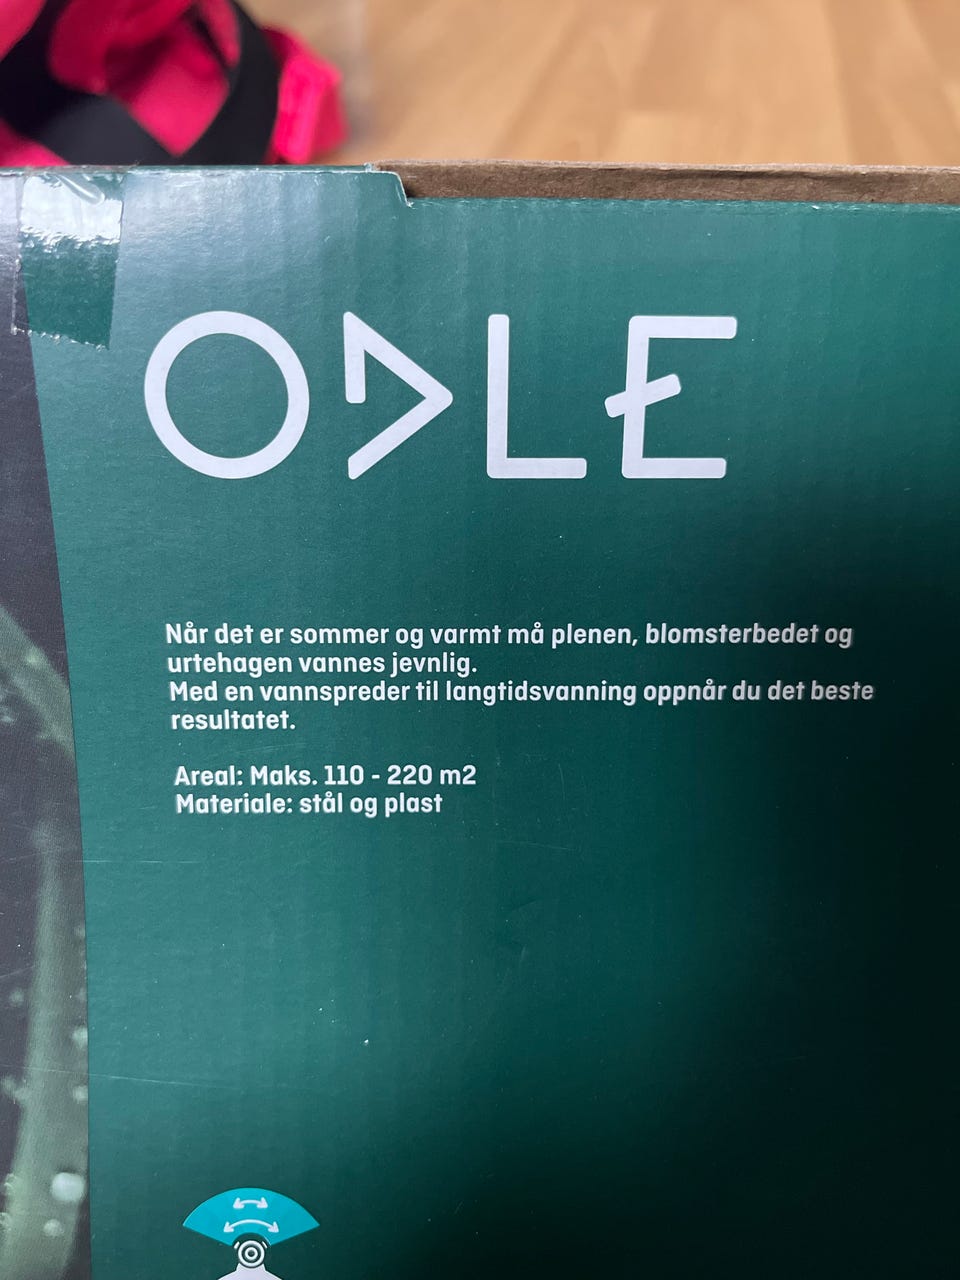 ODLE
Når det er sommer og varmt må plenen, blomsterbedet og
urtehagen vannes jevnlig.
Med en vannspreder til langtidsvanning oppnår du det beste
resultatet.
Areal: Maks. 110 - 220 m2
Materiale: stål og plast